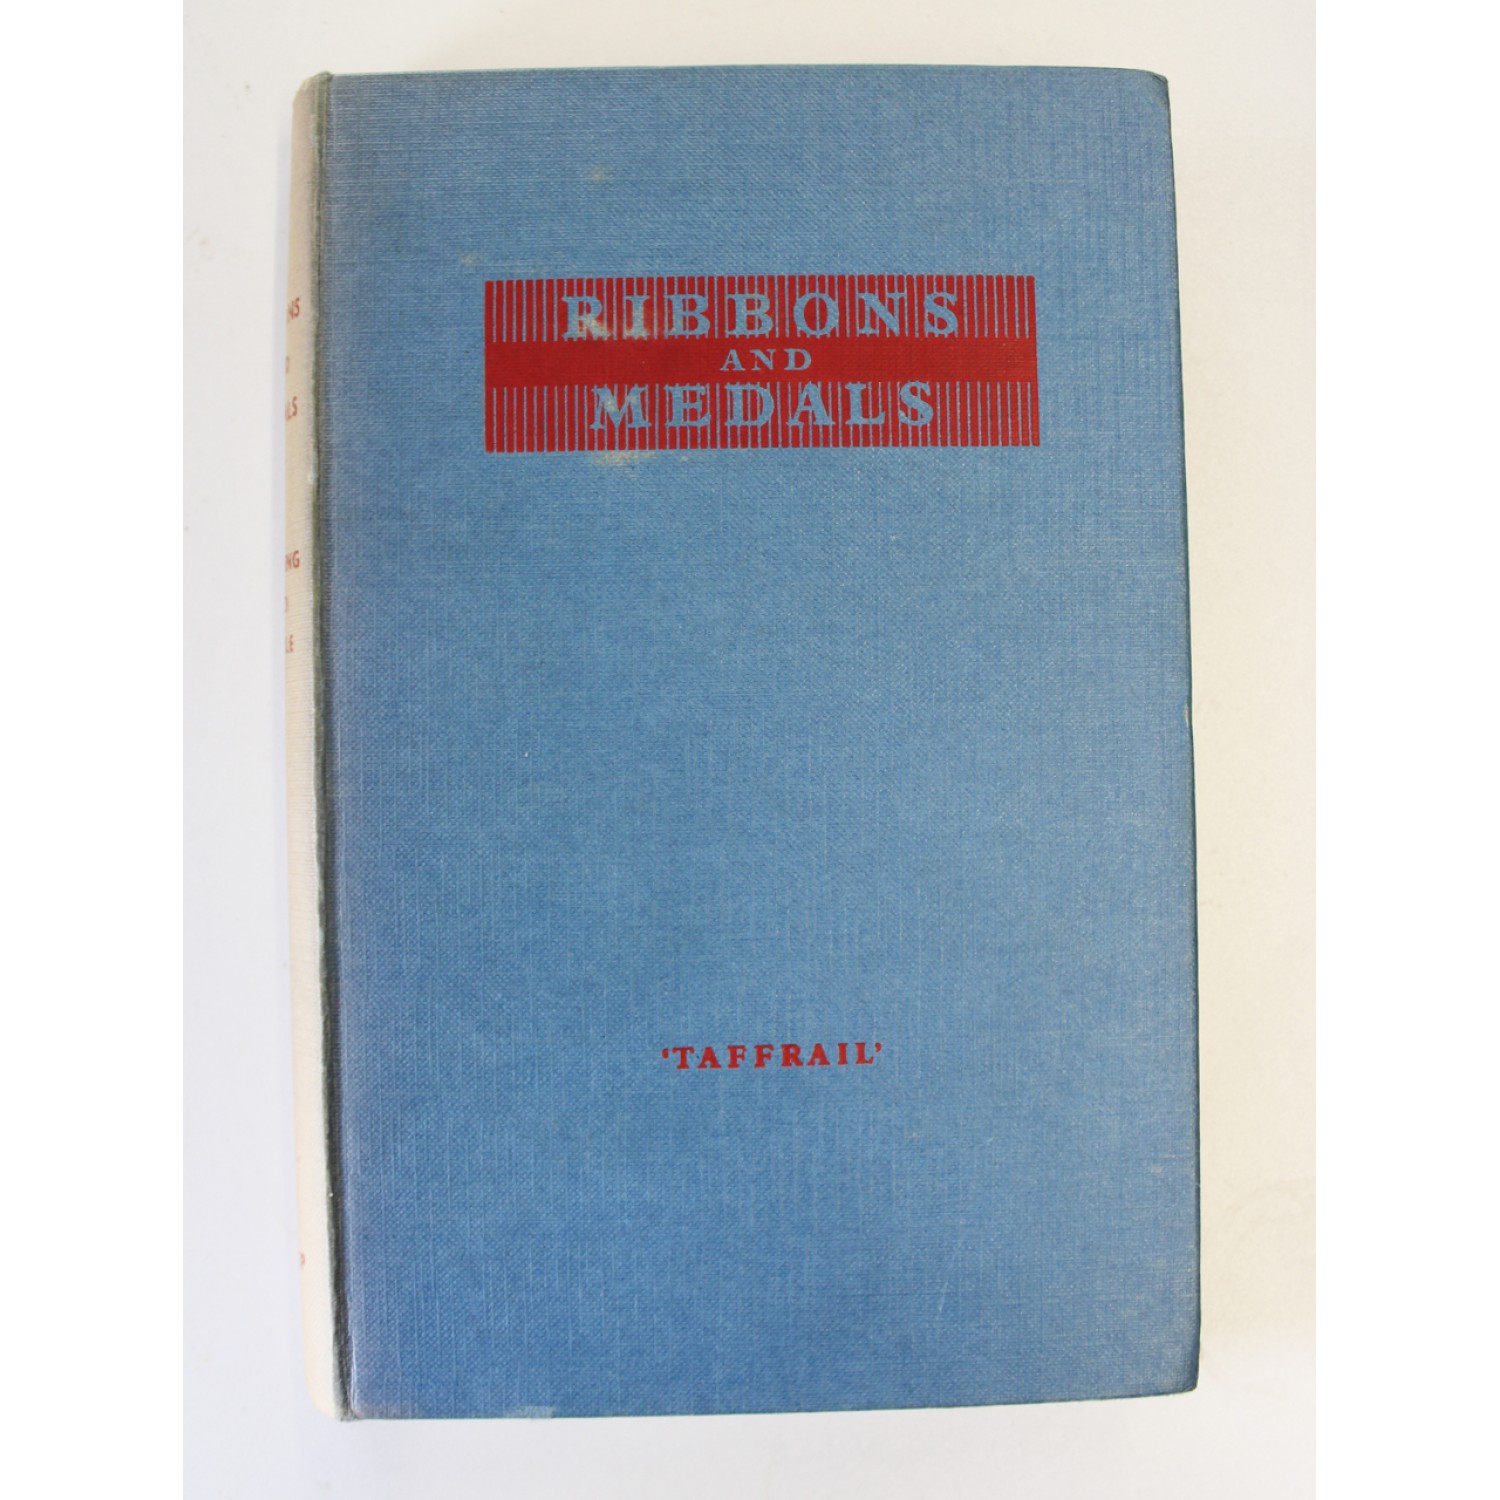 RIBBONS
AND
MEDALS
'TAFFRAIL'